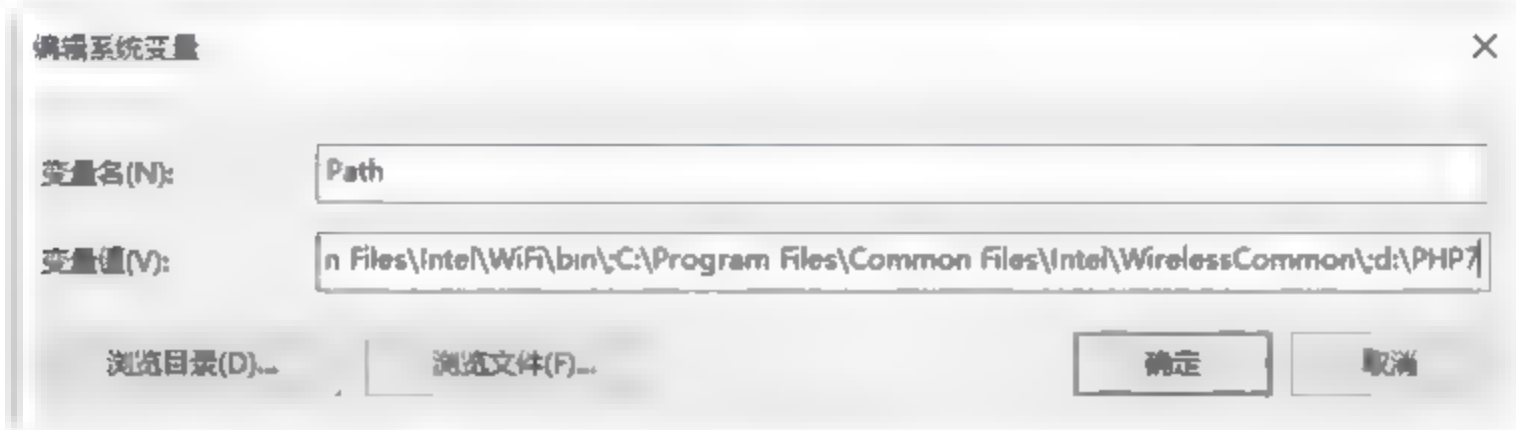 编辑系统变量
变量名(N): Path
变量值(V): n Files\Intel\WiFi\bin\;C:\Program Files\Common Files\Intel\WirelessCommon\;d:\PHP7
浏览目录(D)... 浏览文件(F)... 确定 取消